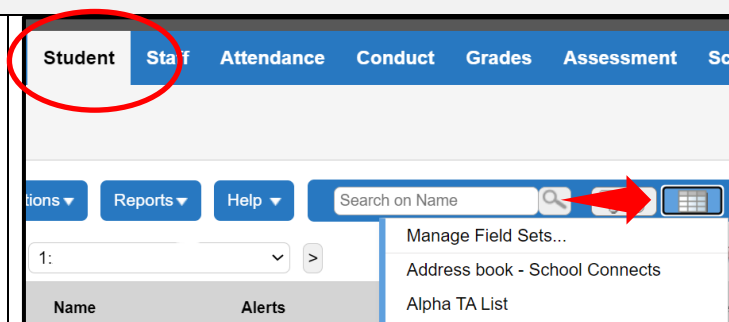 Student Staff Attendance Conduct Grades Assessment Sc
tions Reports Help Search on Name
Manage Field Sets...
1: >
Address book - School Connects
Name Alerts Alpha TA List